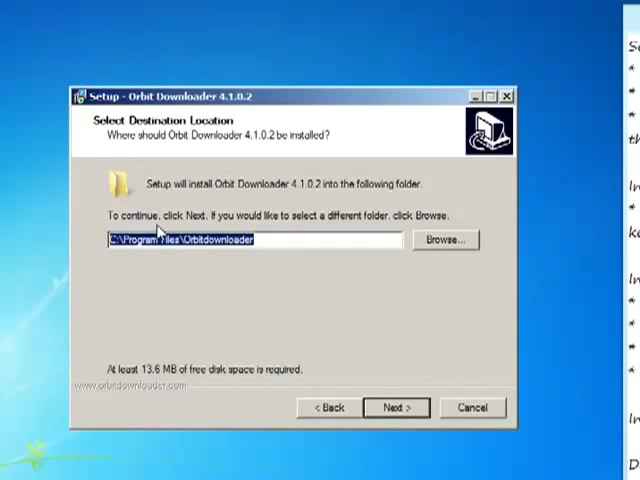 Setup - Orbit Downloader 4.1.0.2
Select Destination Location
Where should Orbit Downloader 4.1.0.2 be installed?
Setup will install Orbit Downloader 4.1.0.2 into the following folder.
To continue, click Next. If you would like to select a different folder, click Browse.
C:\Program Files\Orbitdownloader
Browse...
At least 13.6 MB of free disk space is required.
www.orbitdownloader.com
< Back
Next >
Cancel
*
*
*
*
*
*
*
*